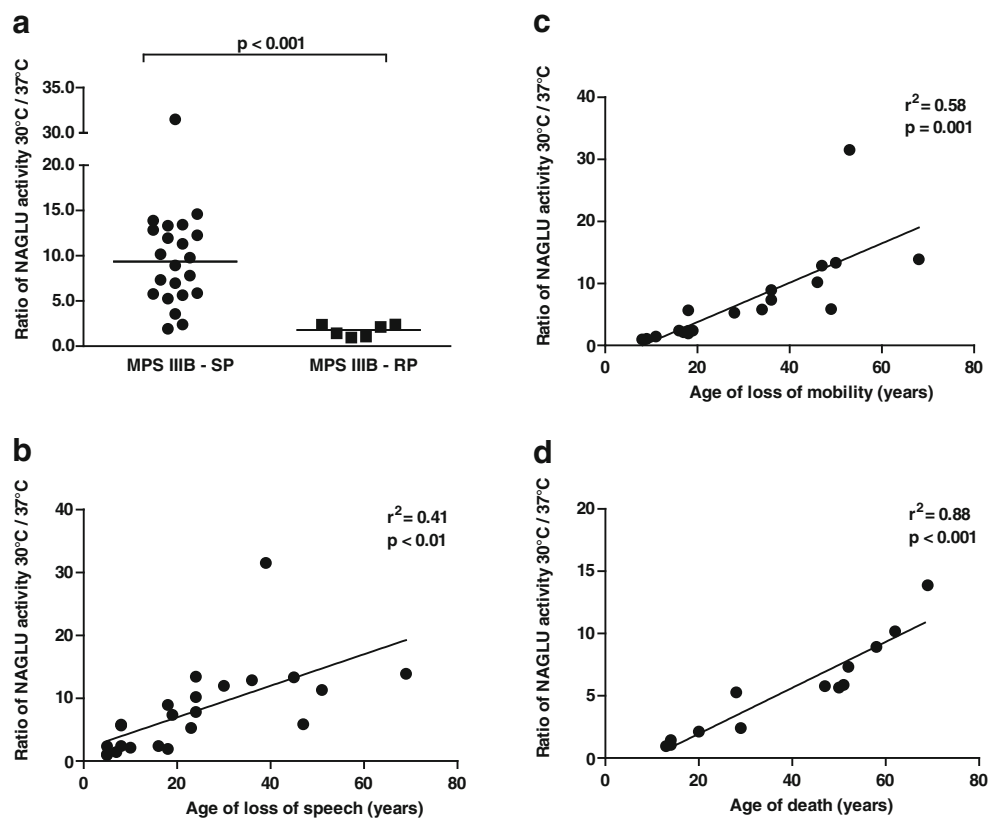 a
p < 0.001
Ratio of NAGLU activity 30°C / 37°C
35.0
30.0
20.0
15.0
10.0
5.0
0.0
MPS IIIB - SP
MPS IIIB - RP
b
Ratio of NAGLU activity 30°C / 37°C
40
30
20
10
0
r² = 0.41
p < 0.01
0 20 40 60 80
Age of loss of speech (years)
c
Ratio of NAGLU activity 30°C / 37°C
40
30
20
10
0
r² = 0.58
p = 0.001
0 20 40 60 80
Age of loss of mobility (years)
d
Ratio of NAGLU activity 30°C / 37°C
20
15
10
5
0
r² = 0.88
p < 0.001
0 20 40 60 80
Age of death (years)